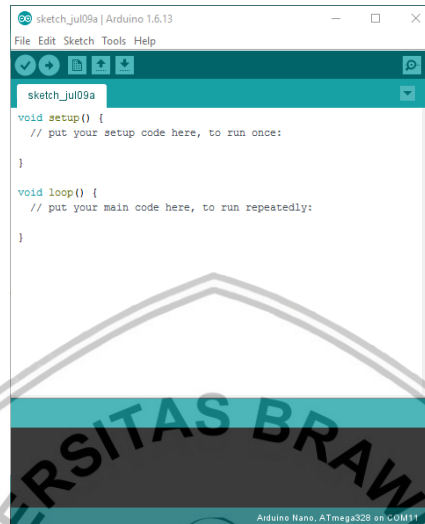 sketch_jul09a | Arduino 1.6.13
File Edit Sketch Tools Help
sketch_jul09a
void setup() {
// put your setup code here, to run once:
}
void loop() {
// put your main code here, to run repeatedly:
}
ERSITAS BRAW
Arduino Nano, ATmega328 on COM11